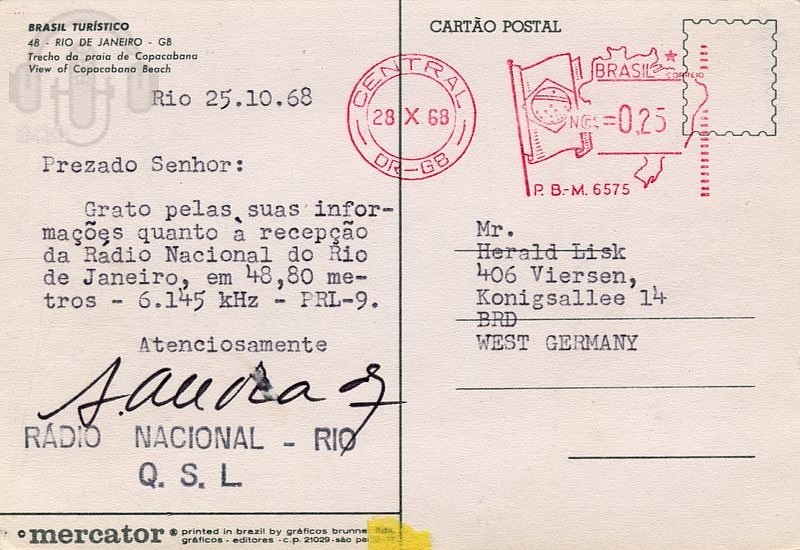 BRASIL TURÍSTICO
48 - RIO DE JANEIRO - GB
Trecho da praia de Copacabana
View of Copacabana Beach
Rio 25.10.68
Prezado Senhor:
Grato pelas suas infor-
mações quanto à recepção
da Rádio Nacional do Rio
de Janeiro, em 48,80 me-
tros - 6.145 kHz - PRL-9.
Atenciosamente
RÁDIO NACIONAL - RIO
Q. S. L
mercator® printed in brazil by gráficos
gráficos - editores - c.p. 21029 - são
CARTÃO POSTAL
CENTRAL
28 X 68
DR-GB
BRASIL
CORREIO
=0,25
P. B.-M. 6575
Mr.
Herald Lisk
406 Viersen,
Konigsallee 14
BRD
WEST GERMANY